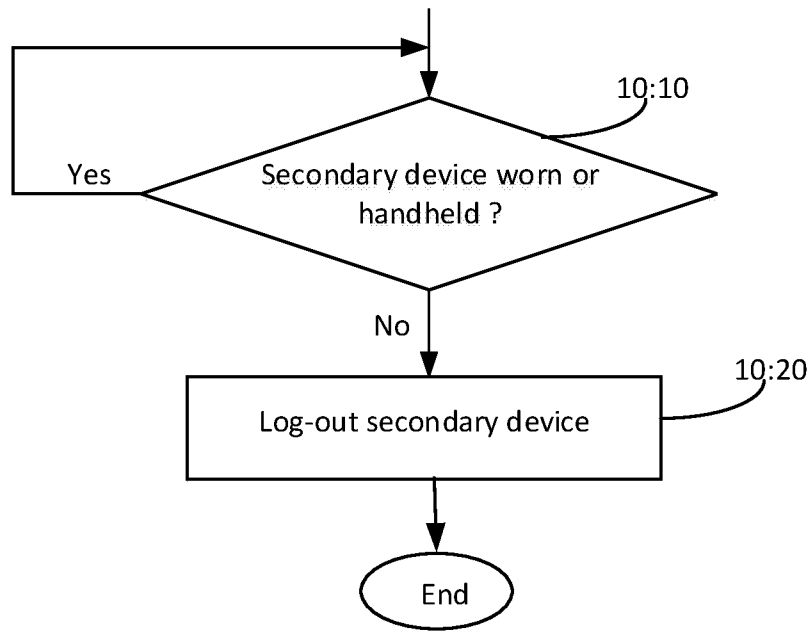 10:10
Yes
Secondary device worn or
handheld ?
No
10:20
Log-out secondary device
End